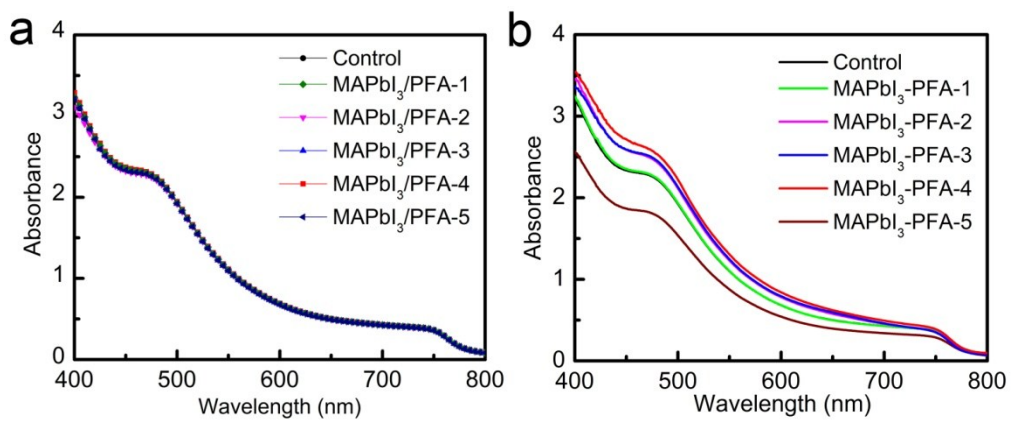 a
4
3
2
1
0
400
500
600
700
800
Absorbance
Wavelength (nm)
Control
MAPbI3/PFA-1
MAPbI3/PFA-2
MAPbI3/PFA-3
MAPbI3/PFA-4
MAPbI3/PFA-5
b
4
3
2
1
0
400
500
600
700
800
Absorbance
Wavelength (nm)
Control
MAPbI3-PFA-1
MAPbI3-PFA-2
MAPbI3-PFA-3
MAPbI3-PFA-4
MAPbI3-PFA-5